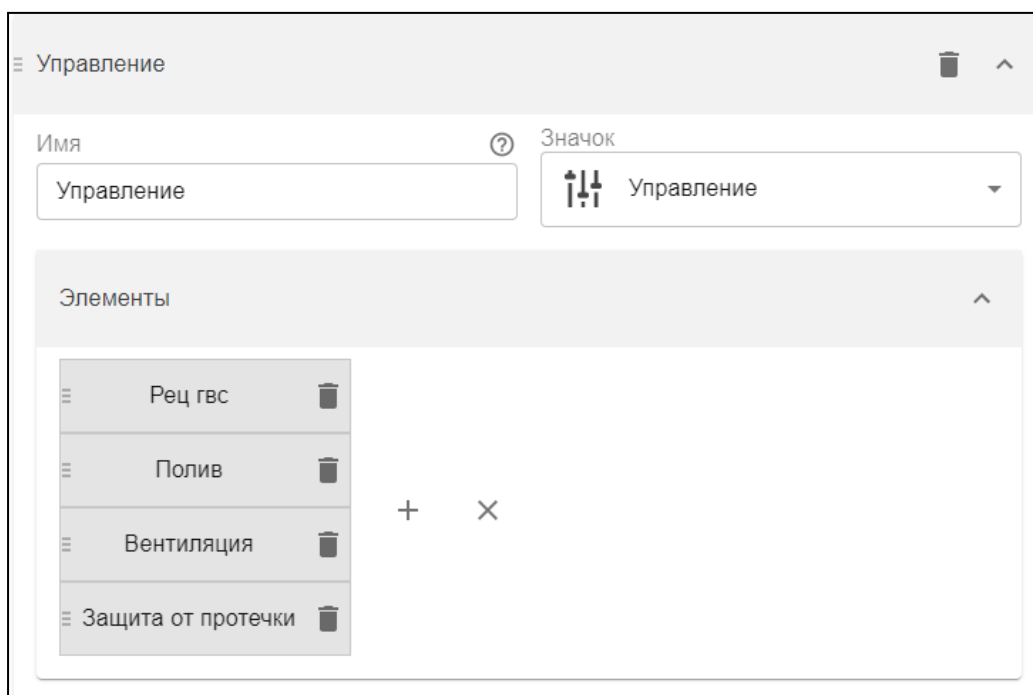 Управление
Имя
Значок
Управление
Управление
Элементы
Рец гвс
Полив
Вентиляция
Защита от протечки